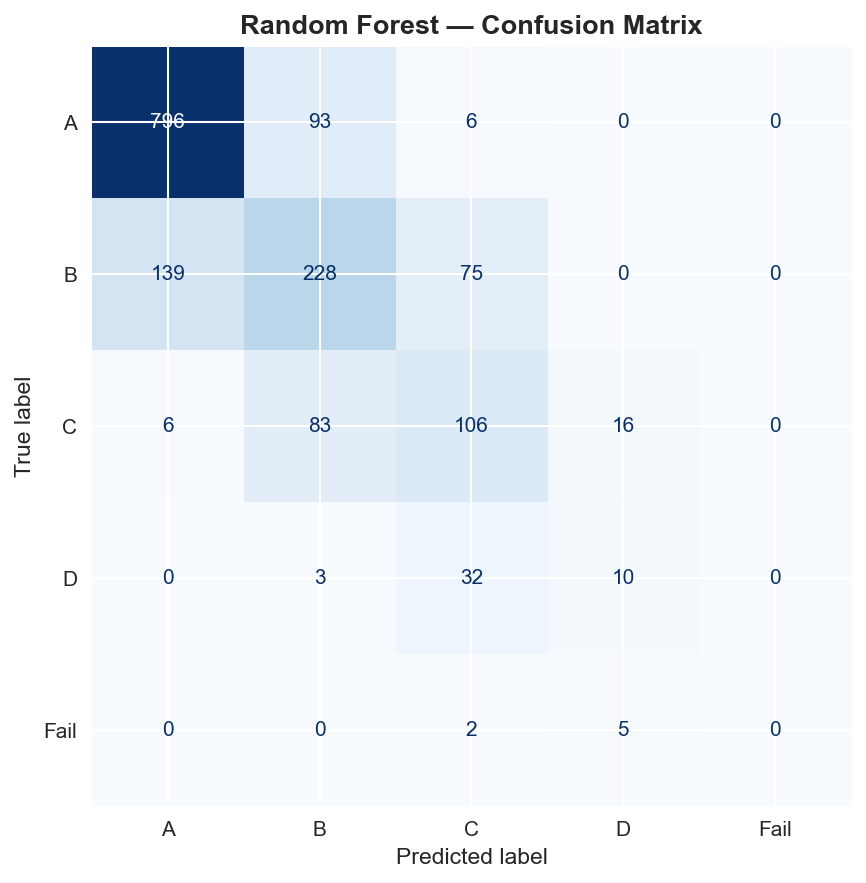 Random Forest — Confusion Matrix
A 796 93 6 0 0
B 139 228 75 0 0
C 6 83 106 16 0
D 0 3 32 10 0
Fail 0 0 2 5 0
A B C D Fail
Predicted label
True label